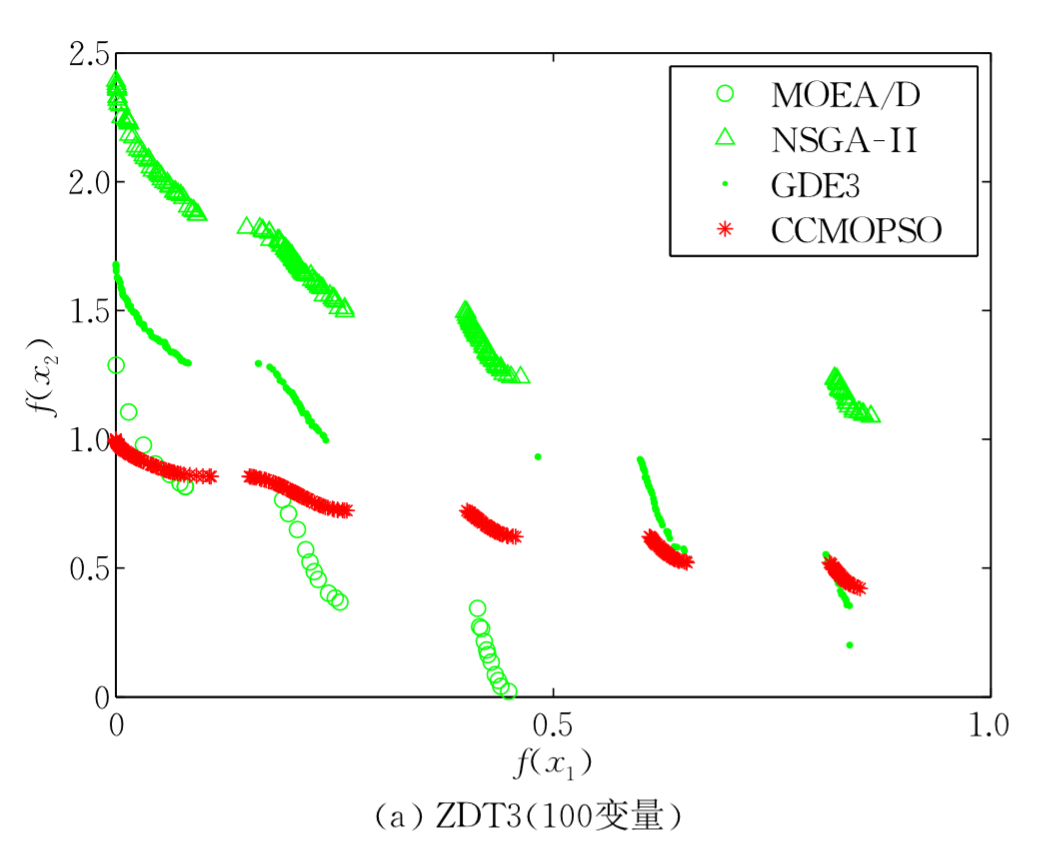 2.5
2.0
1.5
1.0
0.5
0
f(x₂)
MOEA/D
NSGA-II
GDE3
CCMOPSO
0 0.5 1.0
f(x₁)
(a) ZDT3(100变量)